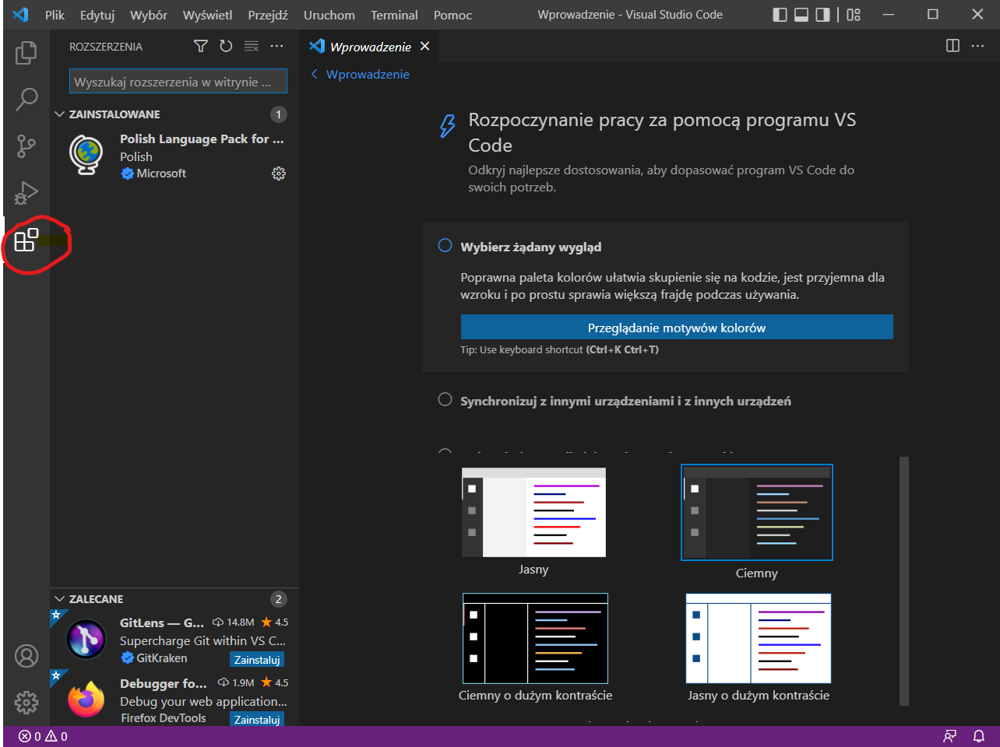 Plik Edytuj Wybór Wyświetl Przejdź Uruchom Terminal Pomoc Wprowadzenie - Visual Studio Code
ROZSZERZENIA
Wyszukaj rozszerzenia w witrynie ...
ZAINSTALOWANE 1
Polish Language Pack for ...
Polish
Microsoft
ZALECANE 2
GitLens — G... 14.8M 4.5
Supercharge Git within VS C...
GitKraken Zainstaluj
Debugger fo... 1.9M 4.5
Debug your web application...
Firefox DevTools Zainstaluj
Wprowadzenie
Wprowadzenie
Rozpoczynanie pracy za pomocą programu VS
Code
Odkryj najlepsze dostosowania, aby dopasować program VS Code do
swoich potrzeb.
Wybierz żądany wygląd
Poprawna paleta kolorów ułatwia skupienie się na kodzie, jest przyjemna dla
wzroku i po prostu sprawia większą frajdę podczas używania.
Przeglądanie motywów kolorów
Tip: Use keyboard shortcut (Ctrl+K Ctrl+T)
Synchronizuj z innymi urządzeniami i z innych urządzeń
Jasny
Ciemny
Ciemny o dużym kontraście
Jasny o dużym kontraście
0 0